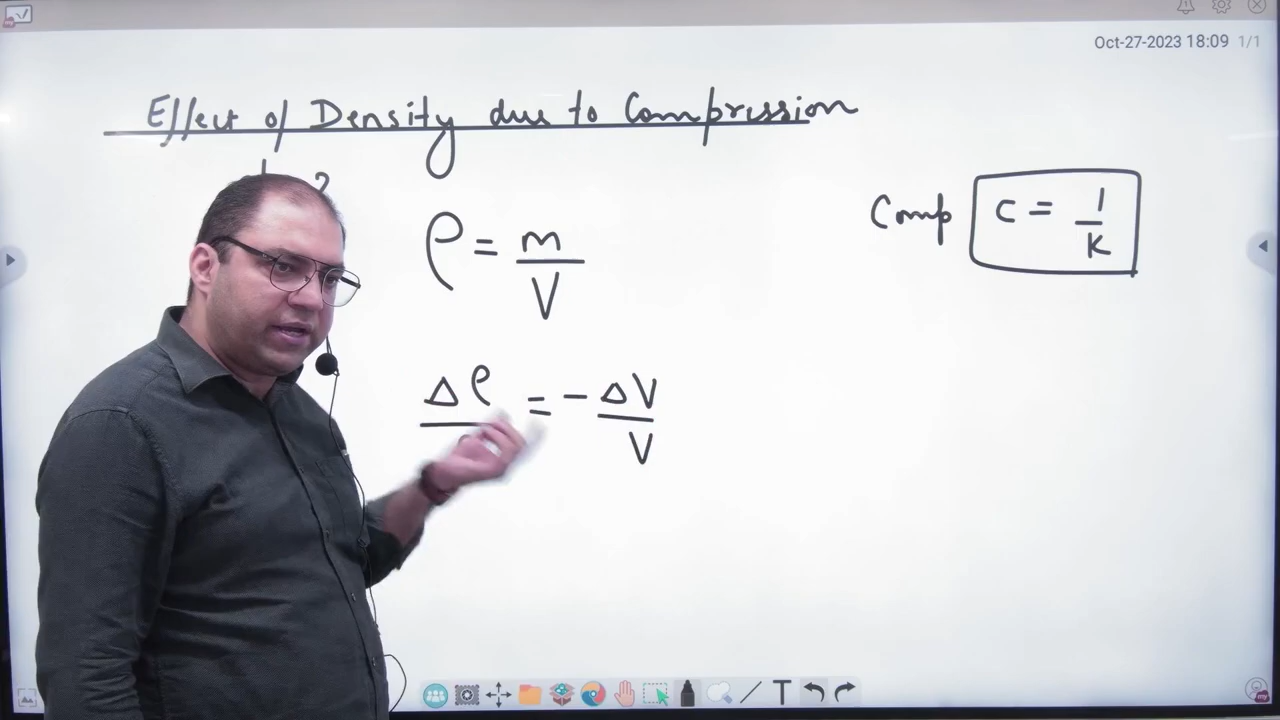 Oct-27-2023 18:09 1/1
Effect of Density due to Compression
ρ = m/V
Comp C = 1/K
Δρ = - ΔV/V
T